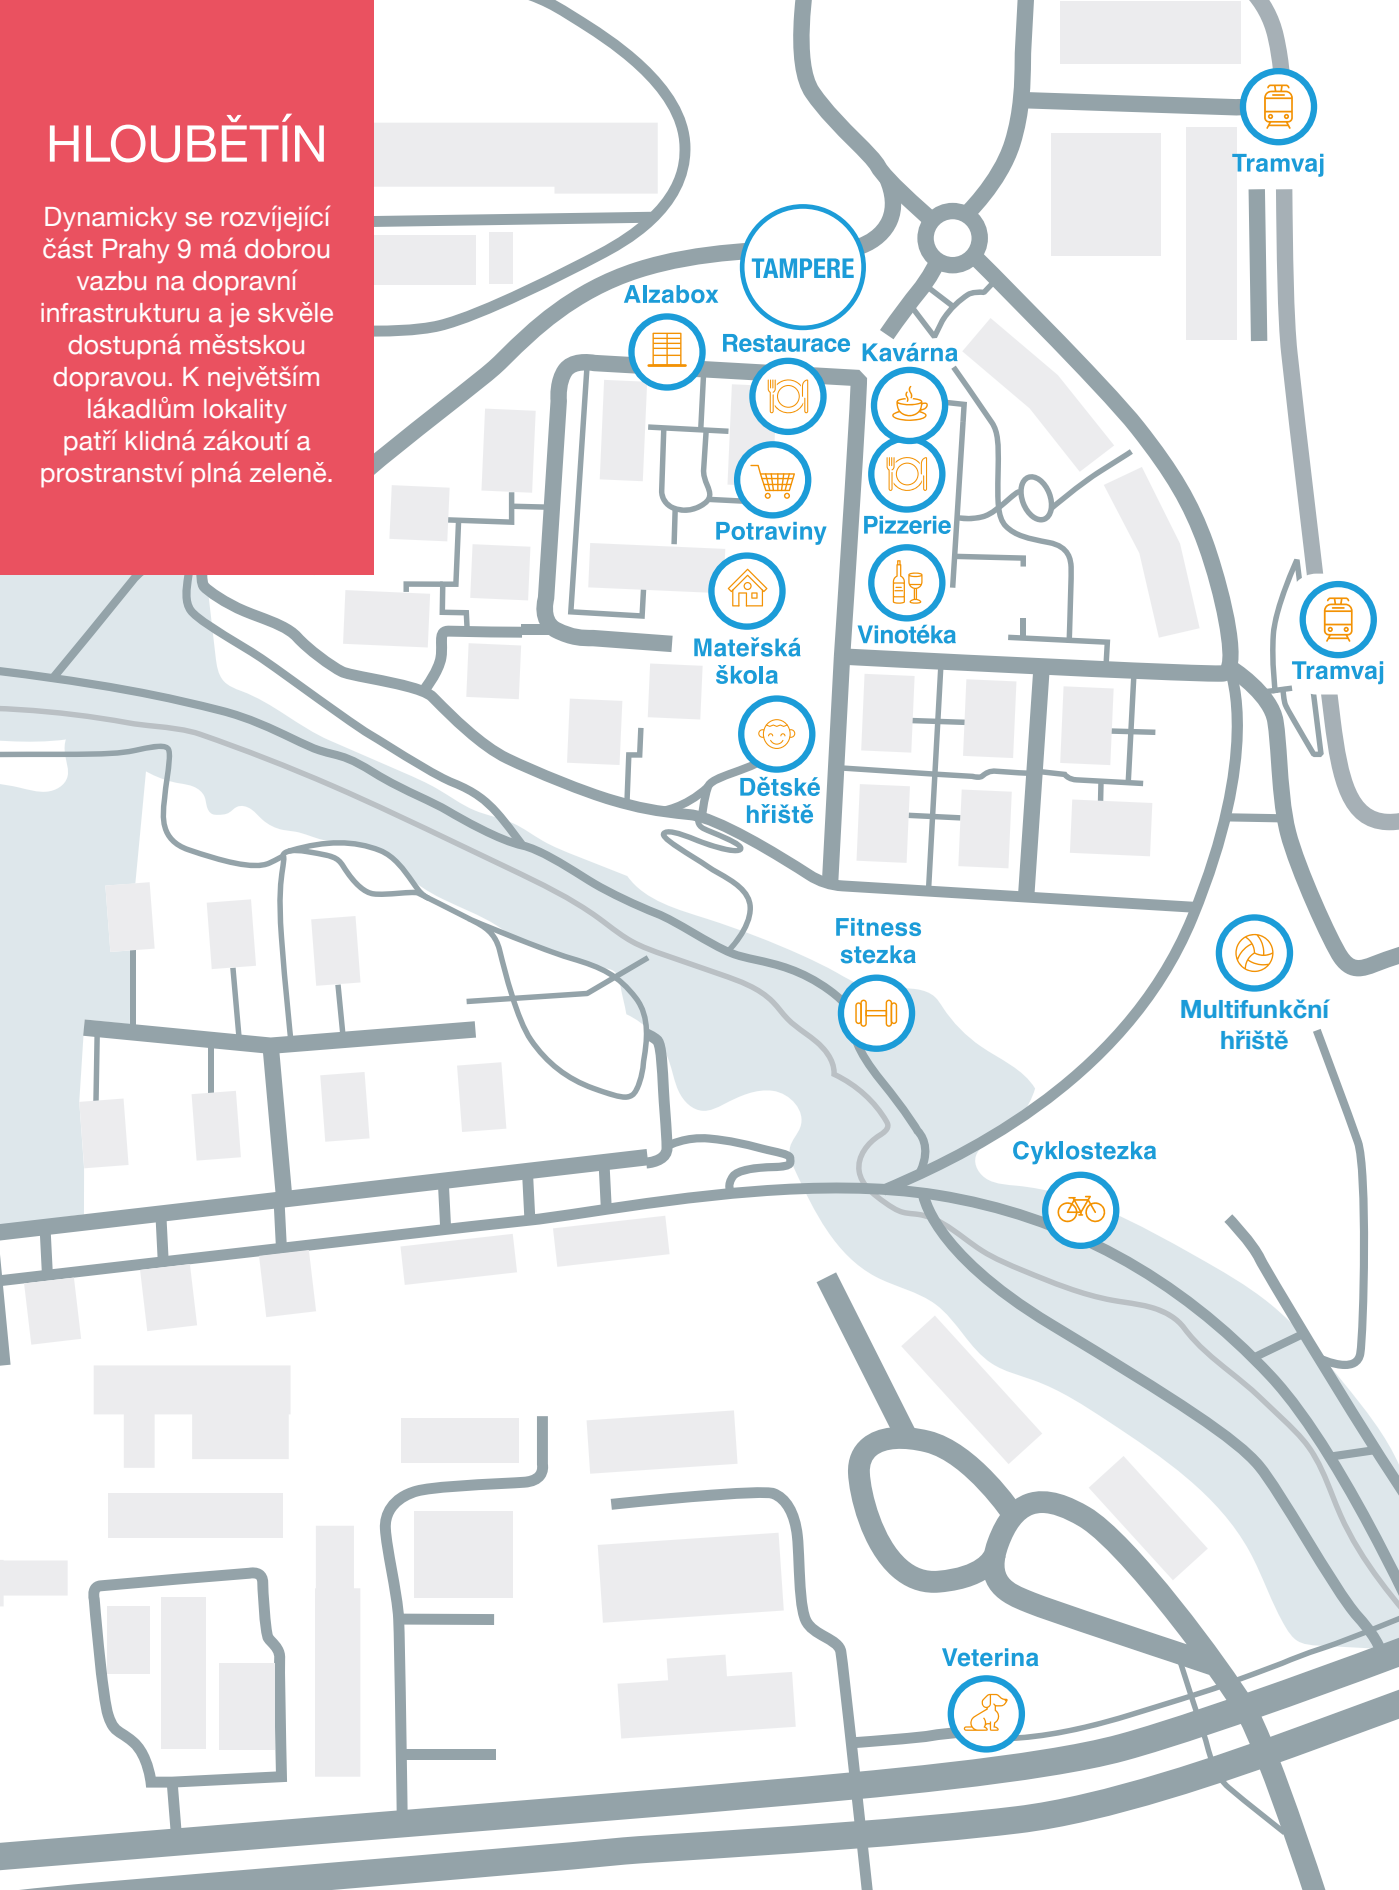 HLOUBĚTÍN
Dynamicky se rozvíjející
část Prahy 9 má dobrou
vazbu na dopravní
infrastrukturu a je skvěle
dostupná městskou
dopravou. K největším
lákadlům lokality
patří klidná zákoutí a
prostranství plná zeleně.
Tramvaj
TAMPERE
Alzabox
Restaurace
Kavárna
Potraviny
Pizzerie
Mateřská
škola
Vinotéka
Tramvaj
Dětské
hřiště
Fitness
stezka
Multifunkční
hřiště
Cyklostezka
Veterina